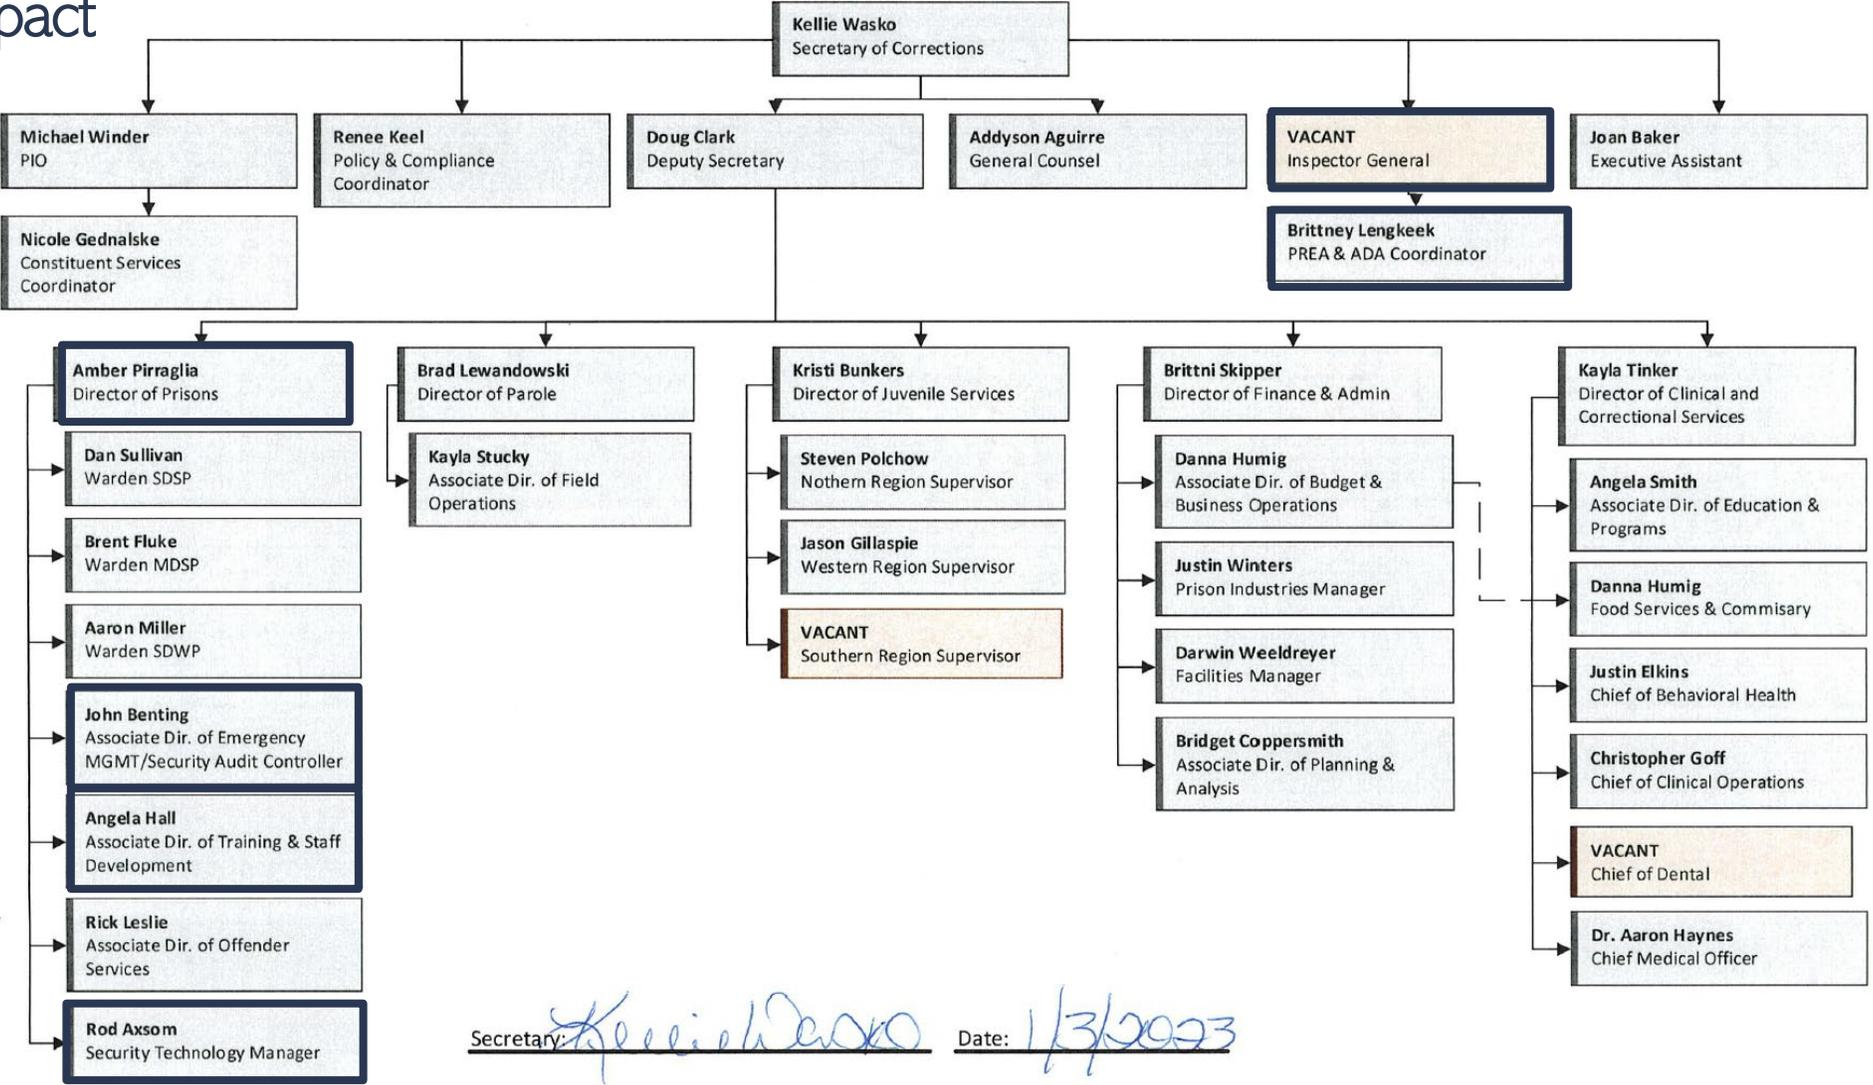 pact
Kellie Wasko
Secretary of Corrections
Michael Winder
PIO
Renee Keel
Policy & Compliance
Coordinator
Doug Clark
Deputy Secretary
Addyson Aguirre
General Counsel
VACANT
Inspector General
Joan Baker
Executive Assistant
Nicole Gednalske
Constituent Services
Coordinator
Brittney Lengkeek
PREA & ADA Coordinator
Amber Pirraglia
Director of Prisons
Dan Sullivan
Warden SDSP
Brent Fluke
Warden MDSP
Aaron Miller
Warden SDWP
John Benting
Associate Dir. of Emergency
MGMT/Security Audit Controller
Angela Hall
Associate Dir. of Training & Staff
Development
Rick Leslie
Associate Dir. of Offender
Services
Rod Axsom
Security Technology Manager
Brad Lewandowski
Director of Parole
Kayla Stucky
Associate Dir. of Field
Operations
Kristi Bunkers
Director of Juvenile Services
Steven Polchow
Nothern Region Supervisor
Jason Gillaspie
Western Region Supervisor
VACANT
Southern Region Supervisor
Brittni Skipper
Director of Finance & Admin
Danna Humig
Associate Dir. of Budget &
Business Operations
Justin Winters
Prison Industries Manager
Darwin Weeldreyer
Facilities Manager
Bridget Coppersmith
Associate Dir. of Planning &
Analysis
Kayla Tinker
Director of Clinical and
Correctional Services
Angela Smith
Associate Dir. of Education &
Programs
Danna Humig
Food Services & Commisary
Justin Elkins
Chief of Behavioral Health
Christopher Goff
Chief of Clinical Operations
VACANT
Chief of Dental
Dr. Aaron Haynes
Chief Medical Officer
Secretary: Kellie Wasko Date: 1/3/2023